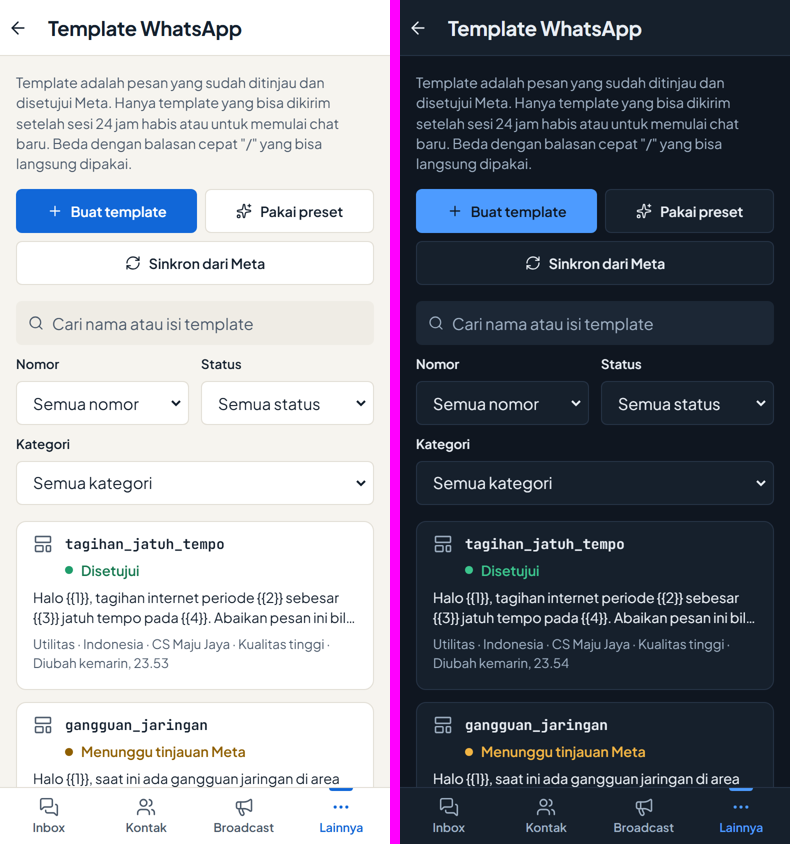 Template WhatsApp
Template adalah pesan yang sudah ditinjau dan
disetujui Meta. Hanya template yang bisa dikirim
setelah sesi 24 jam habis atau untuk memulai chat
baru. Beda dengan balasan cepat "/" yang bisa
langsung dipakai.
Buat template
Pakai preset
Sinkron dari Meta
Cari nama atau isi template
Nomor
Status
Semua nomor
Semua status
Kategori
Semua kategori
tagihan_jatuh_tempo
Disetujui
Halo {{1}}, tagihan internet periode {{2}} sebesar
{{3}} jatuh tempo pada {{4}}. Abaikan pesan ini bil...
Utilitas · Indonesia · CS Maju Jaya · Kualitas tinggi ·
Diubah kemarin, 23.53
gangguan_jaringan
Menunggu tinjauan Meta
Halo {{1}}, saat ini ada gangguan jaringan di area
Inbox
Kontak
Broadcast
Lainnya
Template WhatsApp
Template adalah pesan yang sudah ditinjau dan
disetujui Meta. Hanya template yang bisa dikirim
setelah sesi 24 jam habis atau untuk memulai chat
baru. Beda dengan balasan cepat "/" yang bisa
langsung dipakai.
Buat template
Pakai preset
Sinkron dari Meta
Cari nama atau isi template
Nomor
Status
Semua nomor
Semua status
Kategori
Semua kategori
tagihan_jatuh_tempo
Disetujui
Halo {{1}}, tagihan internet periode {{2}} sebesar
{{3}} jatuh tempo pada {{4}}. Abaikan pesan ini bil...
Utilitas · Indonesia · CS Maju Jaya · Kualitas tinggi ·
Diubah kemarin, 23.54
gangguan_jaringan
Menunggu tinjauan Meta
Halo {{1}}, saat ini ada gangguan jaringan di area
Inbox
Kontak
Broadcast
Lainnya